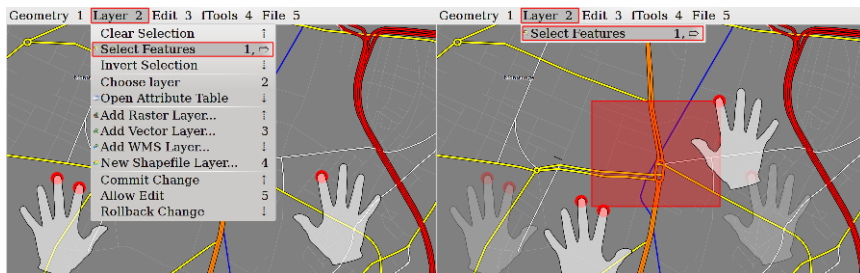 Geometry 1 Layer 2 Edit 3 fTools 4 File 5
Clear Selection ↑
Select Features 1, ⇨
Invert Selection ↓
Choose layer 2
Open Attribute Table ↓
Add Raster Layer... ↑
Add Vector Layer... 3
Add WMS Layer... ↓
New Shapefile Layer... 4
Commit Change ↑
Allow Edit 5
Rollback Change ↓
Geometry 1 Layer 2 Edit 3 fTools 4 File 5
Select Features 1, ⇨